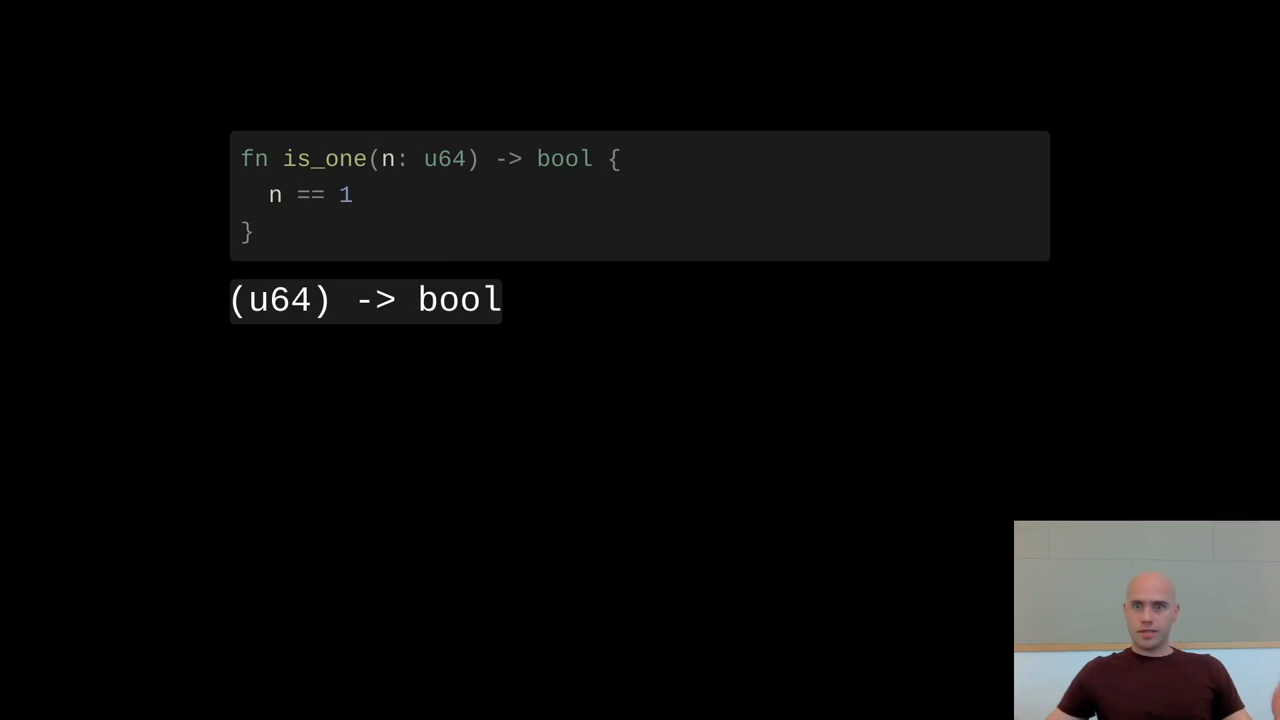 fn is_one(n: u64) -> bool {
  n == 1
}
(u64) -> bool